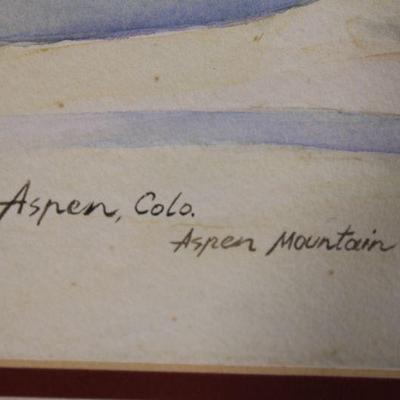 Aspen, Colo.
Aspen Mountain